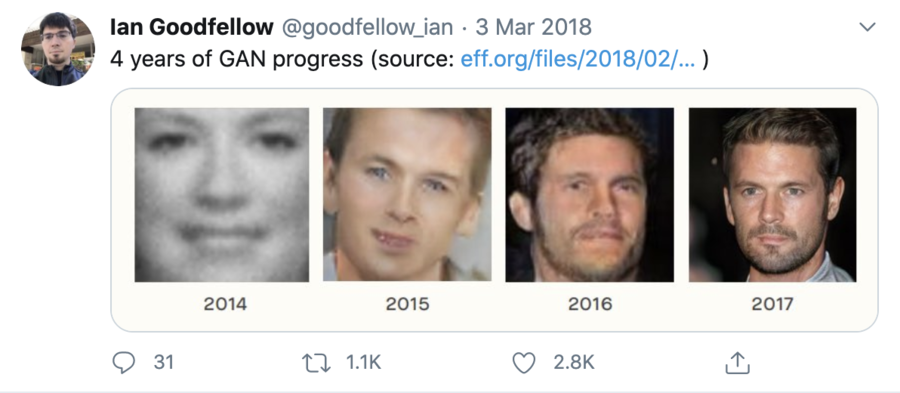 Ian Goodfellow @goodfellow_ian · 3 Mar 2018
4 years of GAN progress (source: eff.org/files/2018/02/... )
2014 2015 2016 2017
31 1.1K 2.8K